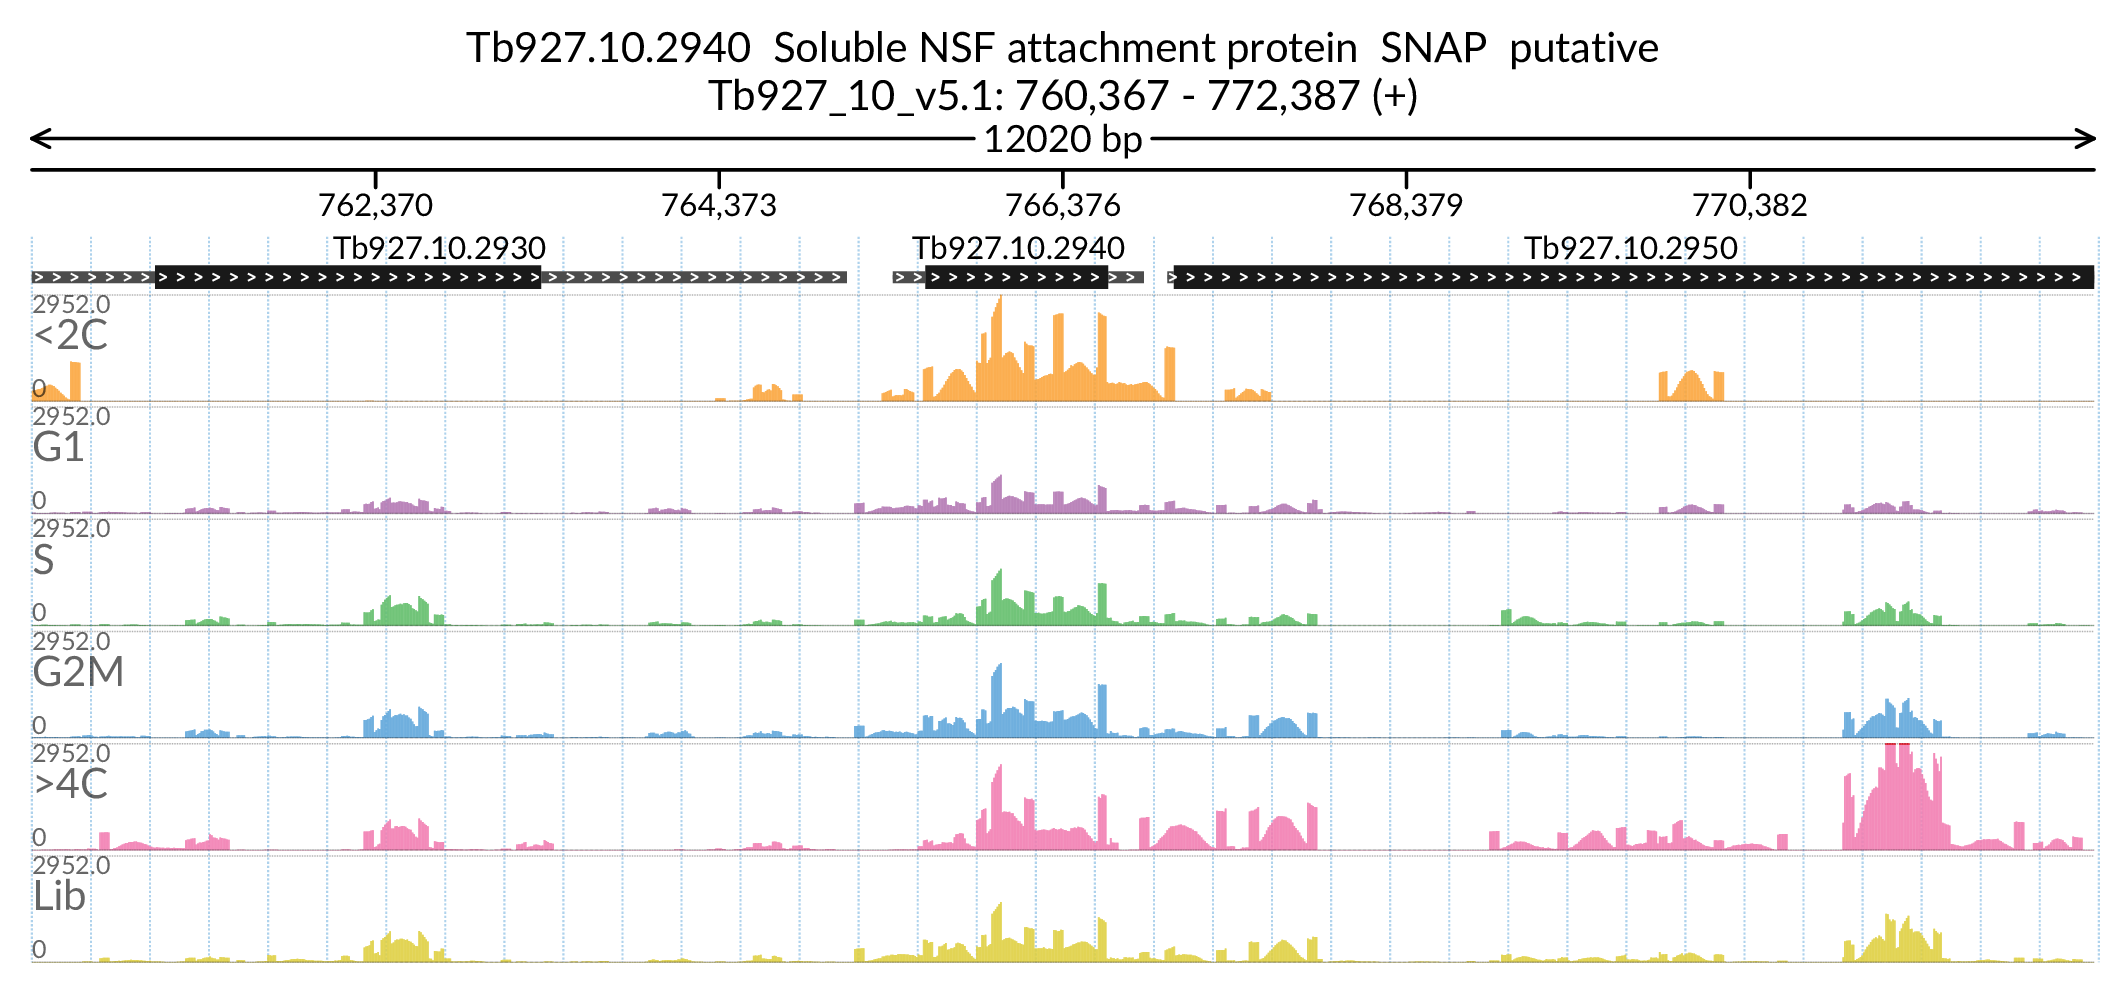 Tb927.10.2940  Soluble NSF attachment protein  SNAP  putative
Tb927_10_v5.1: 760,367 - 772,387 (+)
12020 bp
762,370 764,373 766,376 768,379 770,382
Tb927.10.2930 Tb927.10.2940 Tb927.10.2950
2952.0
<2C
0
2952.0
G1
0
2952.0
S
0
2952.0
G2M
0
2952.0
>4C
0
2952.0
Lib
0